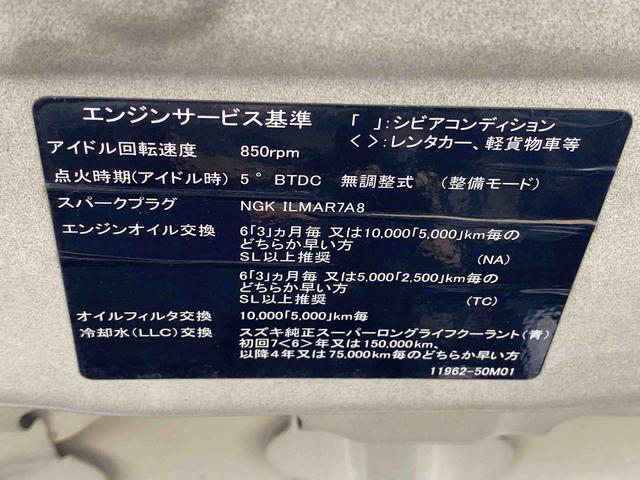 エンジンサービス基準 「 」:シビアコンディション
< >:レンタカー、軽貨物車等
アイドル回転速度 850rpm
点火時期(アイドル時) 5° BTDC 無調整式 (整備モード)
スパークプラグ NGK ILMAR7A8
エンジンオイル交換 6「3」ヵ月毎 又は10,000「5,000」km毎の
どちらか早い方
SL以上推奨 (NA)
6「3」ヵ月毎 又は5,000「2,500」km毎の
どちらか早い方
SL以上推奨 (TC)
オイルフィルタ交換 10,000「5,000」km毎
冷却水(LLC)交換 スズキ純正スーパーロングライフクーラント(青)
初回7<6>年又は150,000km、
以降4年又は75,000km毎のどちらか早い方
11962-50M01